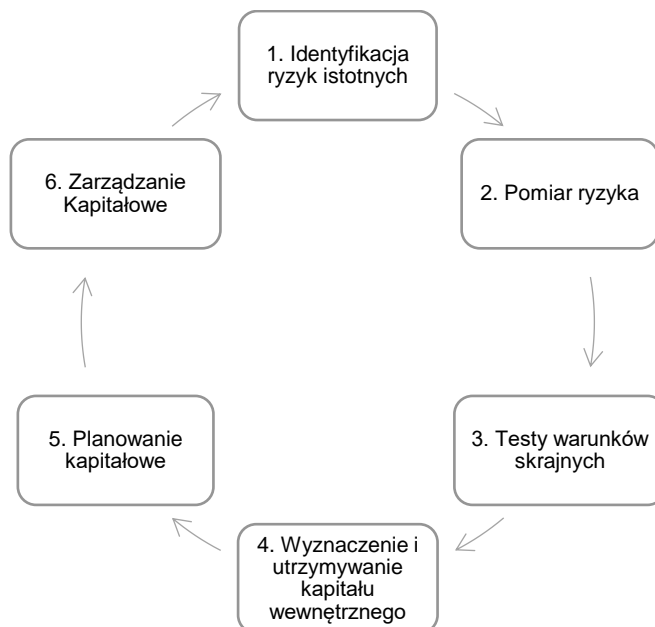 1. Identyfikacja
ryzyk istotnych
2. Pomiar ryzyka
3. Testy warunków
skrajnych
4. Wyznaczenie i
utrzymywanie
kapitału
wewnętrznego
5. Planowanie
kapitałowe
6. Zarządzanie
Kapitałowe